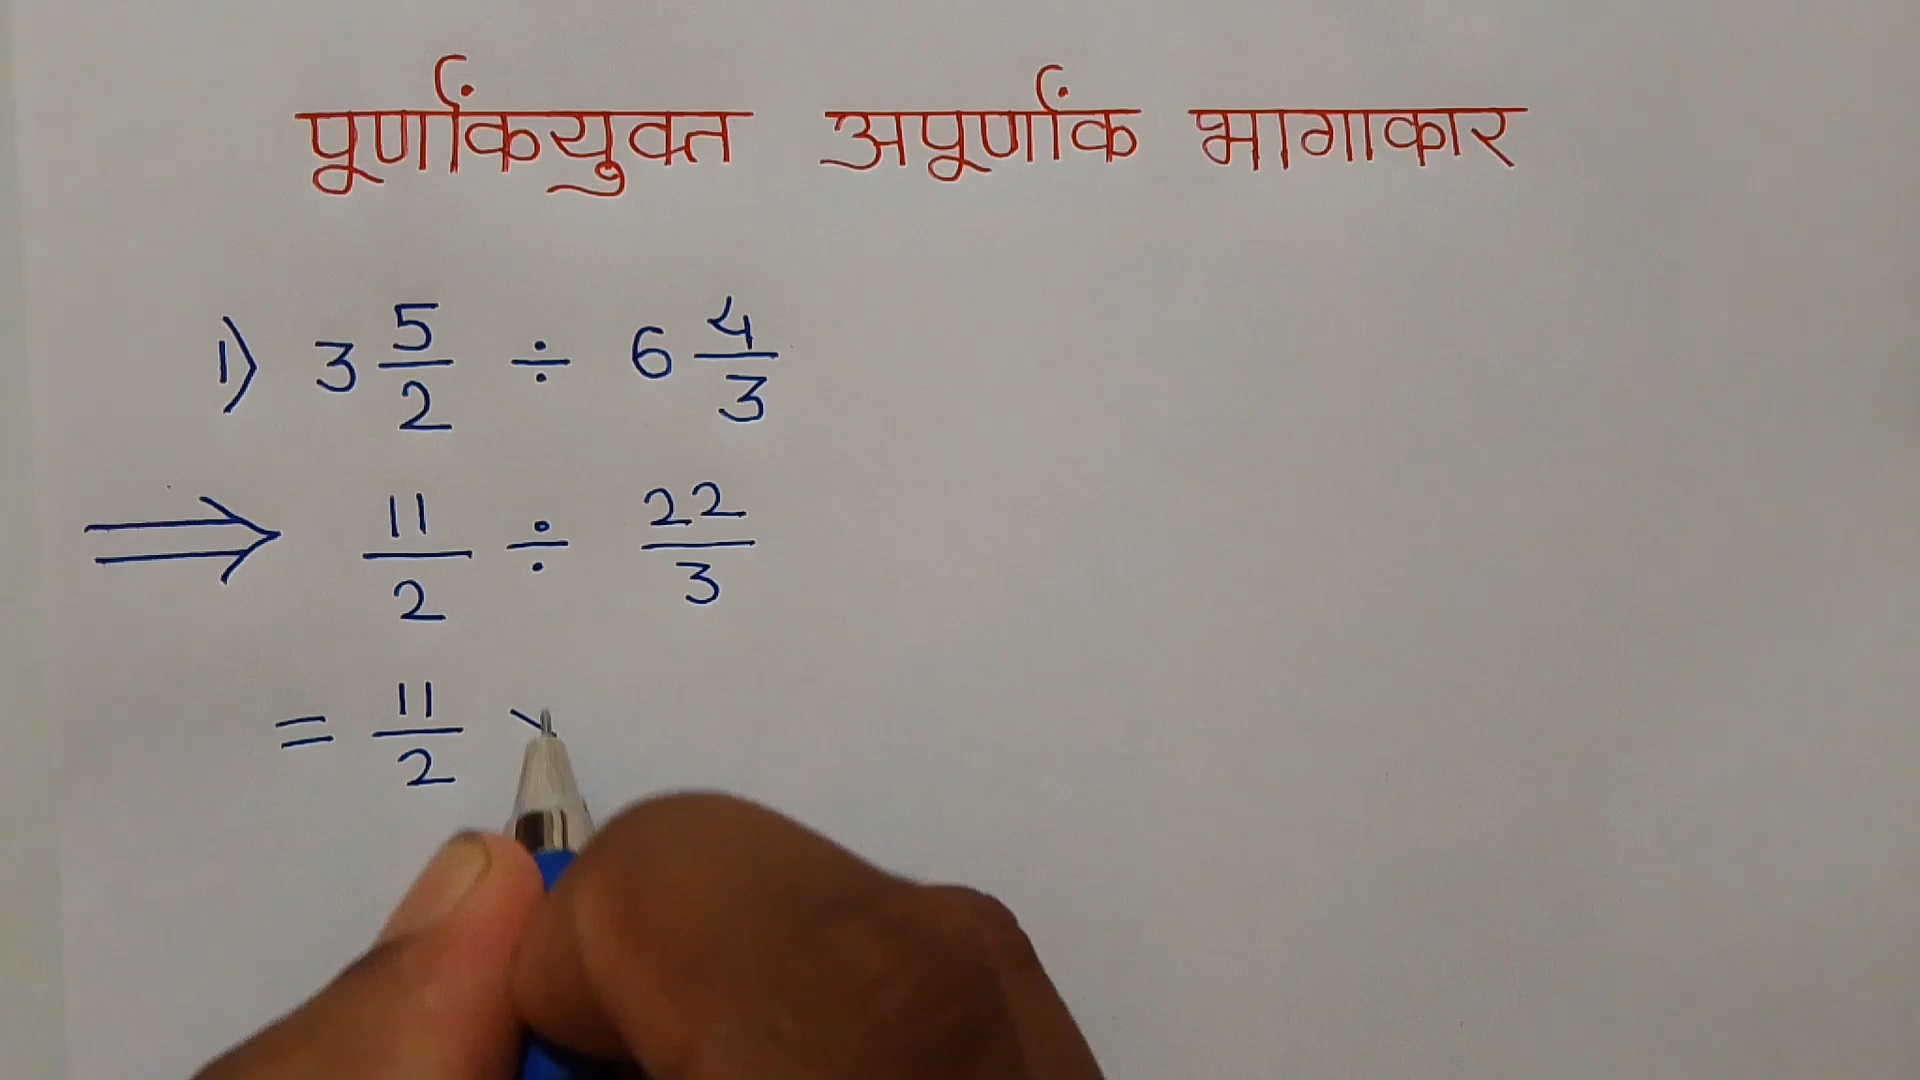 पूर्णांकयुक्त अपूर्णांक भागाकार
1) 3 5/2 ÷ 6 4/3
⇒ 11/2 ÷ 22/3
= 11/2